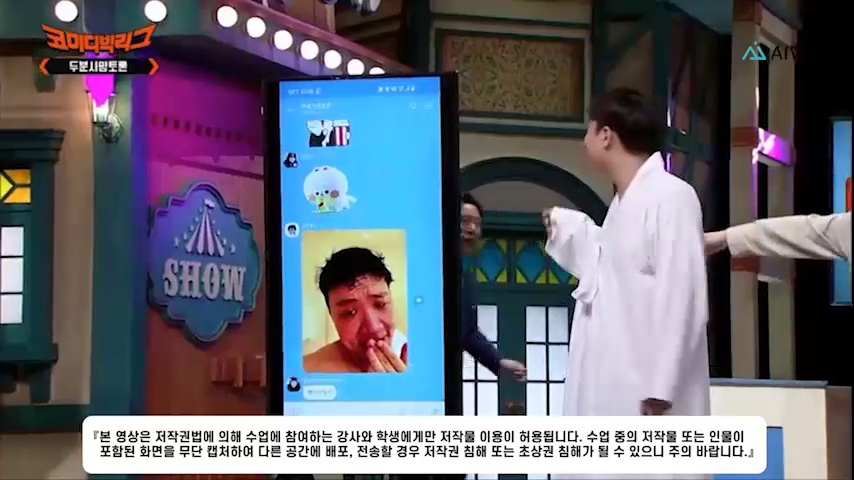 코미디빅리그
두분사망토론
SHOW
『본 영상은 저작권법에 의해 수업에 참여하는 강사와 학생에게만 저작물 이용이 허용됩니다. 수업 중의 저작물 또는 인물이
포함된 화면을 무단 캡처하여 다른 공간에 배포, 전송할 경우 저작권 침해 또는 초상권 침해가 될 수 있으니 주의 바랍니다.』